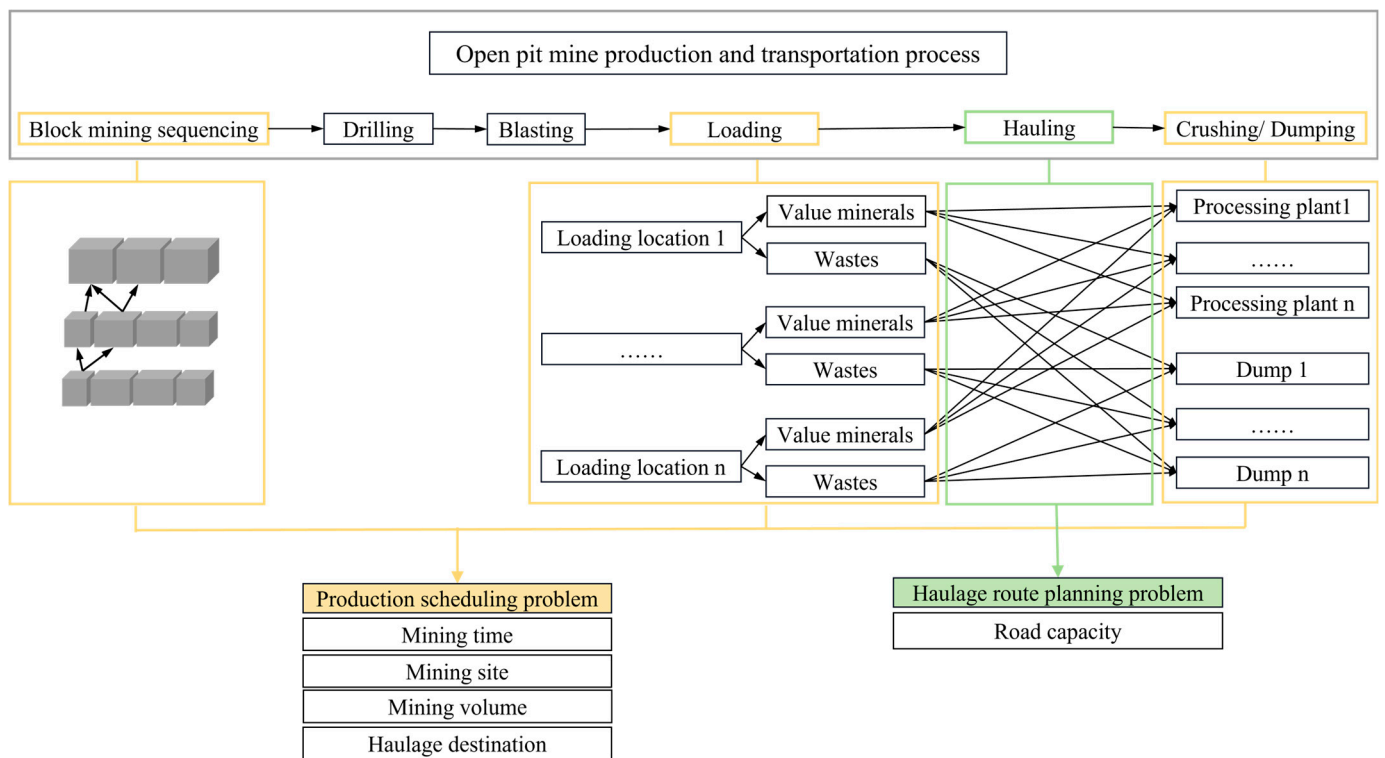 Open pit mine production and transportation process
Block mining sequencing
Drilling
Blasting
Loading
Hauling
Crushing/ Dumping
Loading location 1
Value minerals
Wastes
……
Value minerals
Wastes
Loading location n
Value minerals
Wastes
Processing plant1
……
Processing plant n
Dump 1
……
Dump n
Production scheduling problem
Mining time
Mining site
Mining volume
Haulage destination
Haulage route planning problem
Road capacity